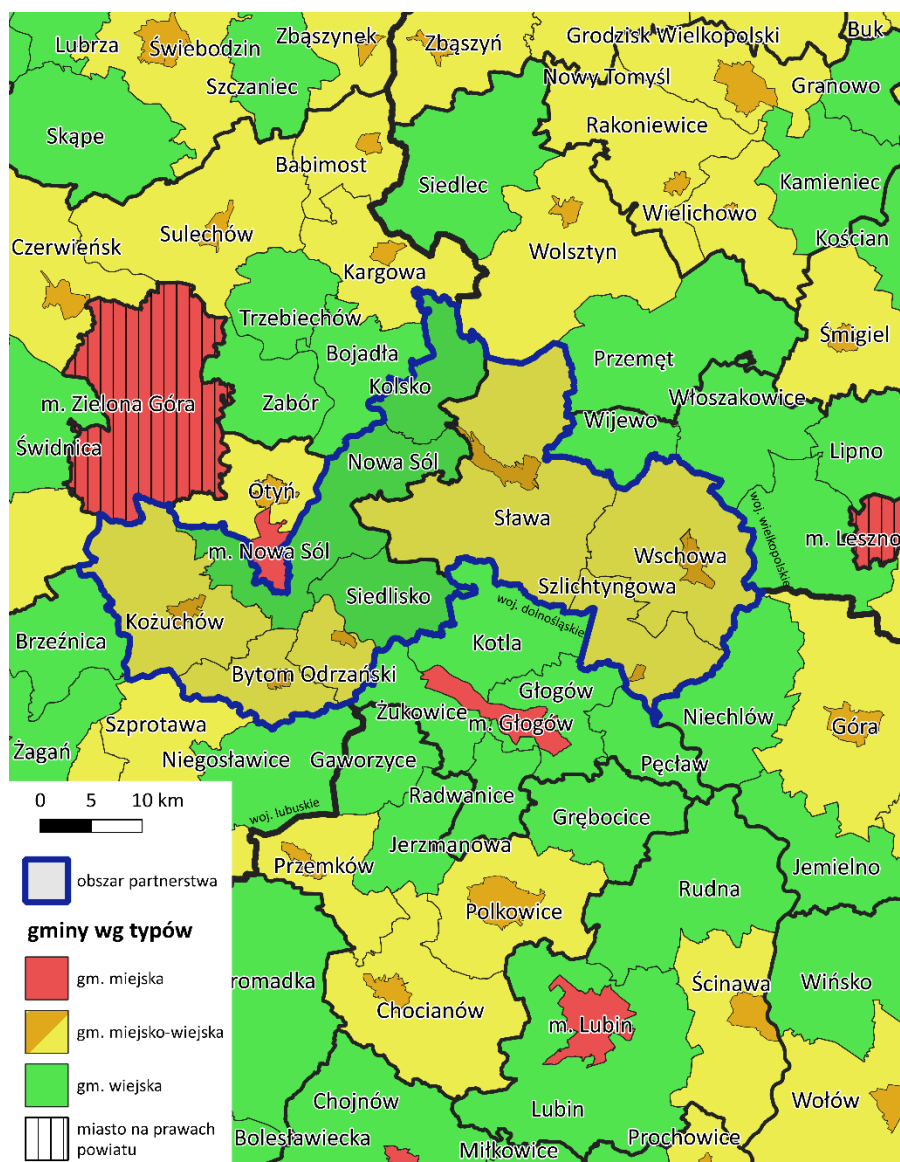 Lubrza
Świebodzin
Zbąszynek
Zbąszyń
Grodzisk Wielkopolski
Buk
Szczaniec
Nowy Tomyśl
Granowo
Skąpe
Rakoniewice
Babimost
Siedlec
Kamieniec
Wielichowo
Sulechów
Czerwieńsk
Wolsztyn
Kościan
Kargowa
Trzebiechów
Śmigiel
Bojadła
Przemęt
Kolsko
Włoszakowice
m. Zielona Góra
Zabór
Wijewo
Świdnica
Lipno
Nowa Sól
Otyń
Sława
woj. wielkopolskie
m. Leszno
m. Nowa Sól
Wschowa
Szlichtyngowa
Siedlisko
woj. dolnośląskie
Kożuchów
Brzeźnica
Kotla
Bytom Odrzański
Głogów
Żukowice
m. Głogów
Niechlów
Szprotawa
Góra
Żagań
Niegosławice
Gaworzyce
Pęcław
0 5 10 km
Radwanice
woj. lubuskie
Grębocice
Jerzmanowa
Przemków
Jemielno
obszar partnerstwa
Rudna
Polkowice
gminy wg typów
gm. miejska
romadka
Ścinawa
Wińsko
Chocianów
m. Lubin
gm. miejsko-wiejska
gm. wiejska
Chojnów
Lubin
Wołów
miasto na prawach
powiatu
Bolesławiecka
Miłkowice
Prochowice